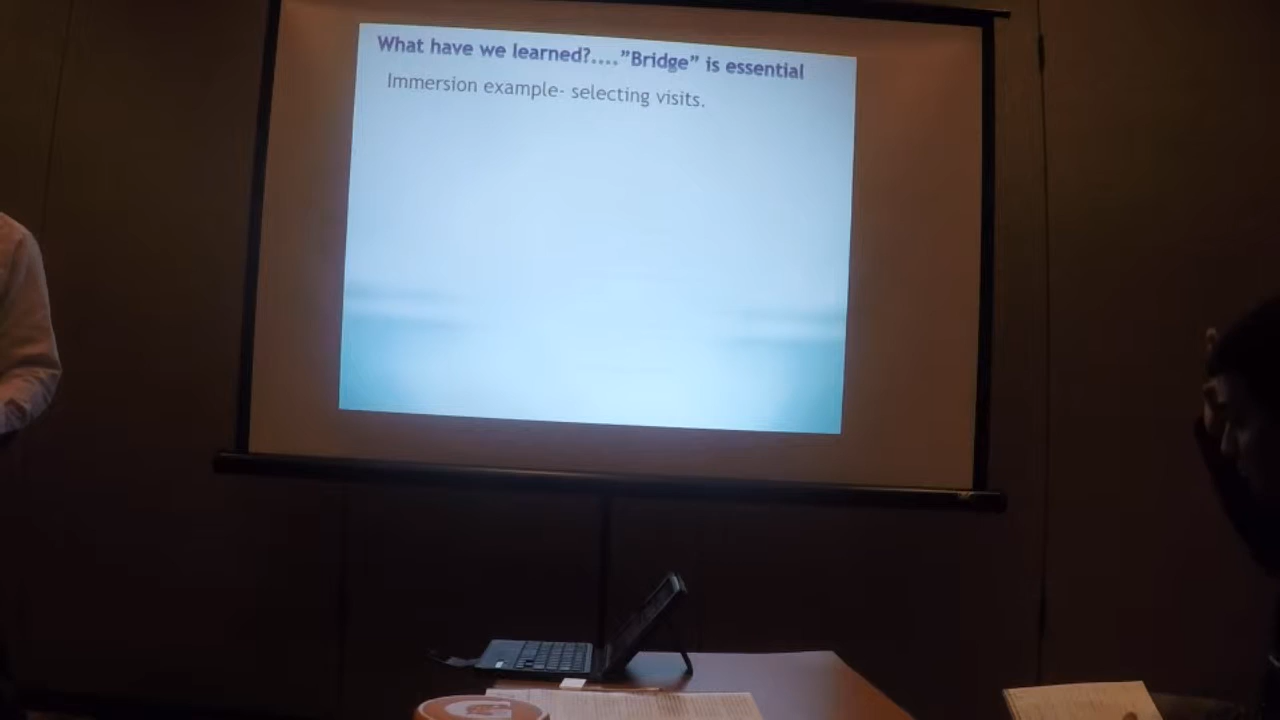 What have we learned?....”Bridge” is essential
Immersion example- selecting visits.